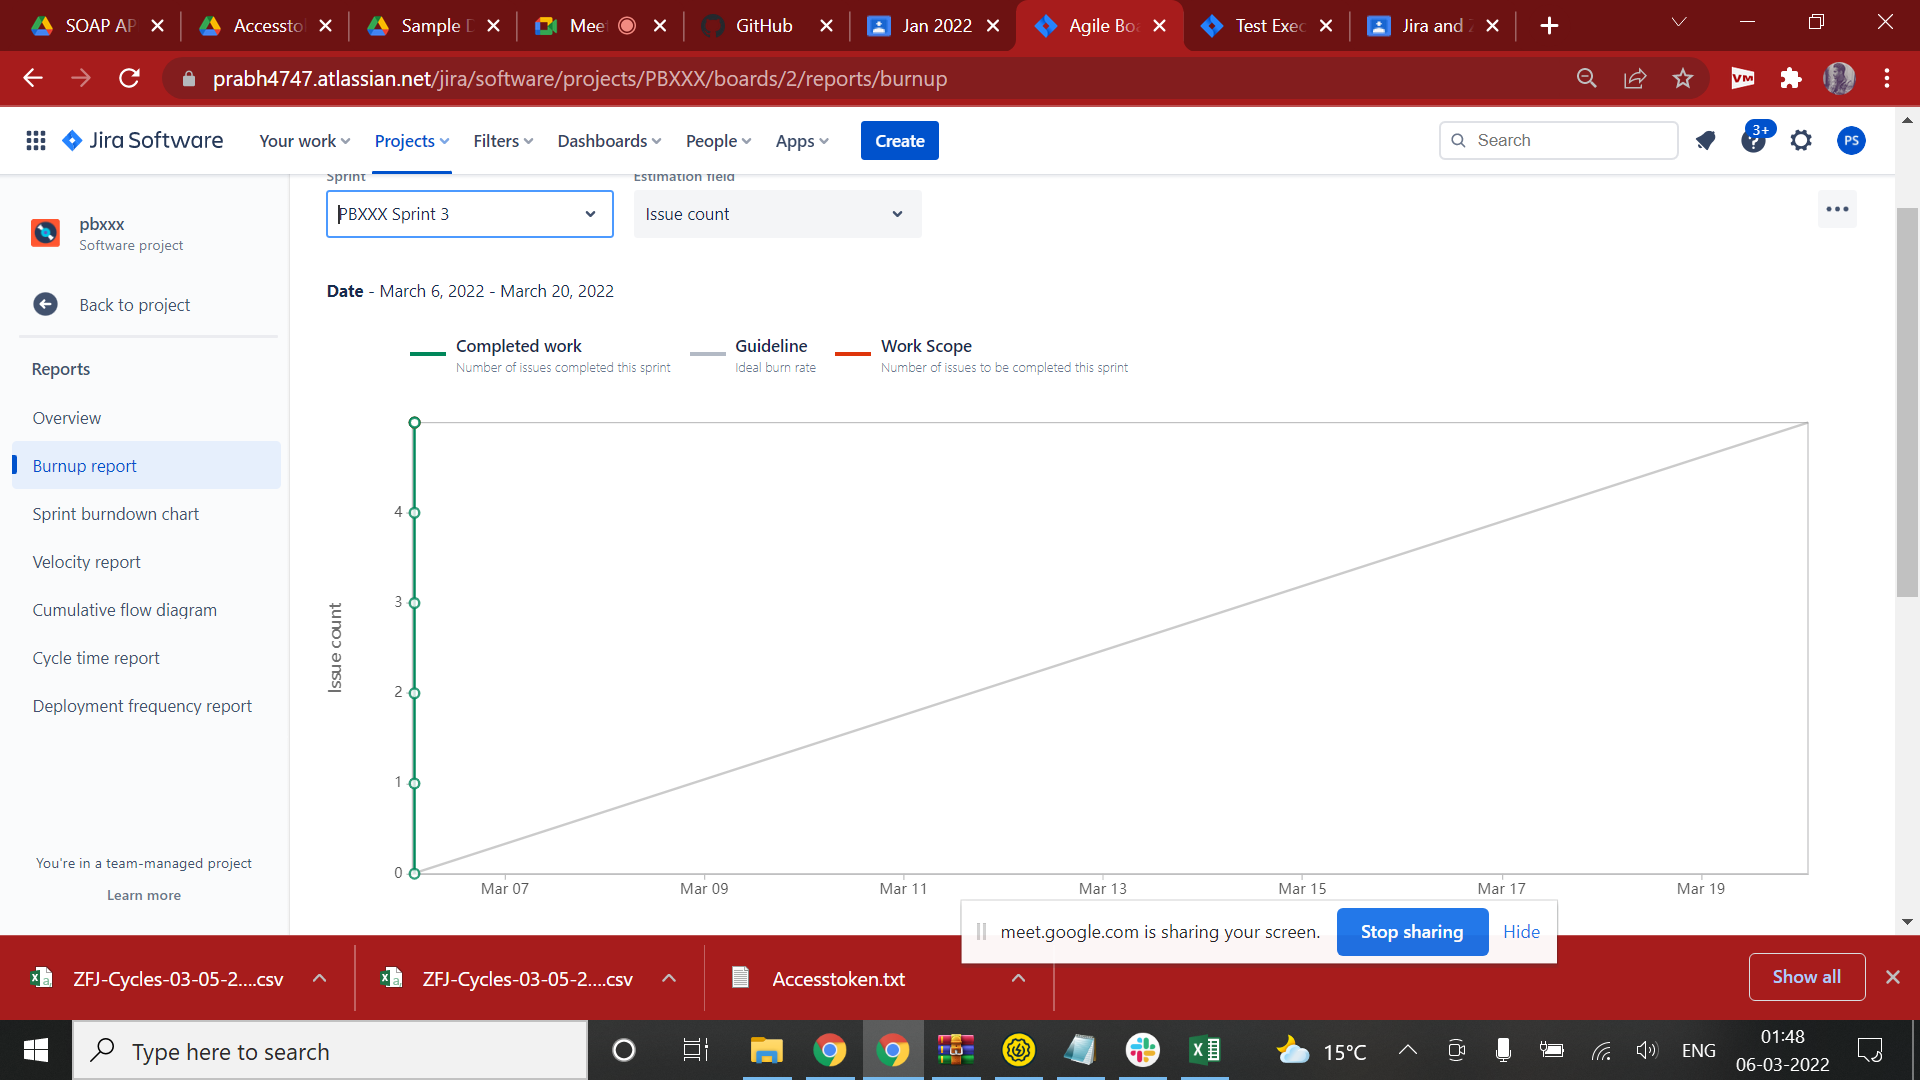 SOAP AP
Accessto
Sample D
Meet
GitHub
Jan 2022
Agile Bo
Test Exec
Jira and
prabh4747.atlassian.net/jira/software/projects/PBXXX/boards/2/reports/burnup
VM
Jira Software
Your work
Projects
Filters
Dashboards
People
Apps
Create
Search
3+
PS
pbxxx
Software project
Back to project
Reports
Overview
Burnup report
Sprint burndown chart
Velocity report
Cumulative flow diagram
Cycle time report
Deployment frequency report
You're in a team-managed project
Learn more
Sprint
Estimation field
PBXXX Sprint 3
Issue count
Date - March 6, 2022 - March 20, 2022
Completed work
Number of issues completed this sprint
Guideline
Ideal burn rate
Work Scope
Number of issues to be completed this sprint
Issue count
4
3
2
1
0
Mar 07
Mar 09
Mar 11
Mar 13
Mar 15
Mar 17
Mar 19
meet.google.com is sharing your screen.
Stop sharing
Hide
ZFJ-Cycles-03-05-2....csv
ZFJ-Cycles-03-05-2....csv
Accesstoken.txt
Show all
Type here to search
15°C
ENG
01:48
06-03-2022